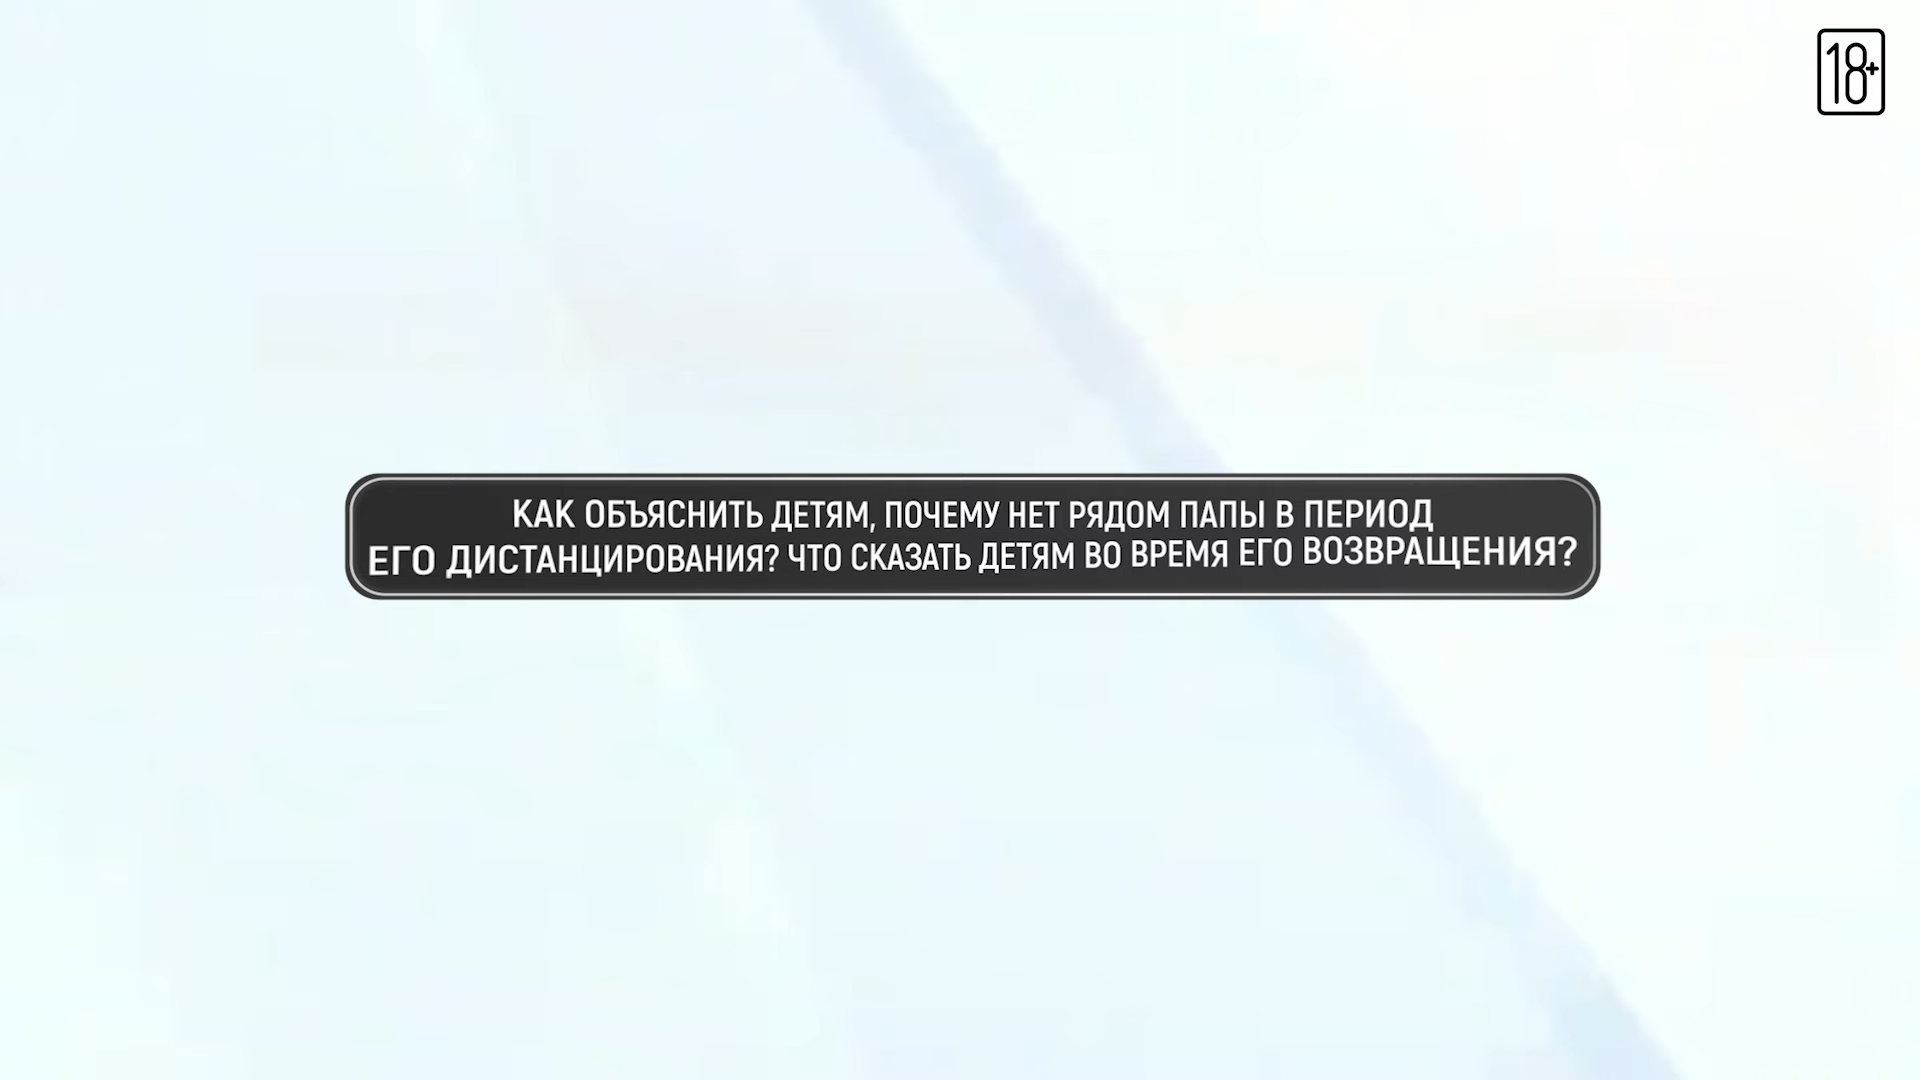 18+
КАК ОБЪЯСНИТЬ ДЕТЯМ, ПОЧЕМУ НЕТ РЯДОМ ПАПЫ В ПЕРИОД
ЕГО ДИСТАНЦИРОВАНИЯ? ЧТО СКАЗАТЬ ДЕТЯМ ВО ВРЕМЯ ЕГО ВОЗВРАЩЕНИЯ?